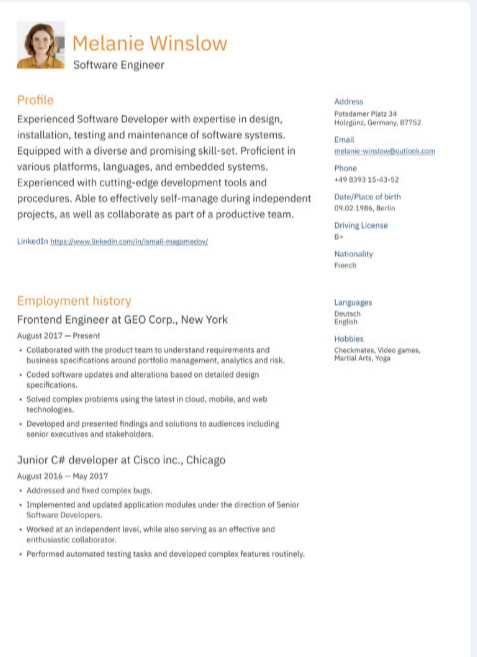 Melanie Winslow
Software Engineer
Profile
Experienced Software Developer with expertise in design,
installation, testing and maintenance of software systems.
Equipped with a diverse and promising skill-set. Proficient in
various platforms, languages, and embedded systems.
Experienced with cutting-edge development tools and
procedures. Able to effectively self-manage during independent
projects, as well as collaborate as part of a productive team.
LinkedIn https://www.linkedin.com/in/ismail-magomedov/
Address
Potsdamer Platz 34
Holzgünz, Germany, 87752
Email
melanie-winslow@outlook.com
Phone
+49 8393 15-43-52
Date/Place of birth
09.02.1986, Berlin
Driving License
B+
Nationality
French
Employment history
Frontend Engineer at GEO Corp., New York
August 2017 — Present
• Collaborated with the product team to understand requirements and
business specifications around portfolio management, analytics and risk.
• Coded software updates and alterations based on detailed design
specifications.
• Solved complex problems using the latest in cloud, mobile, and web
technologies.
• Developed and presented findings and solutions to audiences including
senior executives and stakeholders.
Junior C# developer at Cisco inc., Chicago
August 2016 — May 2017
• Addressed and fixed complex bugs.
• Implemented and updated application modules under the direction of Senior
Software Developers.
• Worked at an independent level, while also serving as an effective and
enthusiastic collaborator.
• Performed automated testing tasks and developed complex features routinely.
Languages
Deutsch
English
Hobbies
Checkmates, Video games,
Martial Arts, Yoga